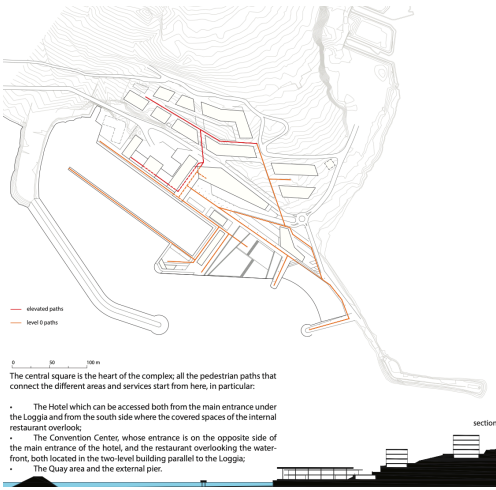 elevated paths
level 0 paths
0 50 100 m
The central square is the heart of the complex; all the pedestrian paths that
connect the different areas and services start from here, in particular:
• The Hotel which can be accessed both from the main entrance under
the Loggia and from the south side where the covered spaces of the internal
restaurant overlook;
• The Convention Center, whose entrance is on the opposite side of
the main entrance of the hotel, and the restaurant overlooking the water-
front, both located in the two-level building parallel to the Loggia;
• The Quay area and the external pier.
section